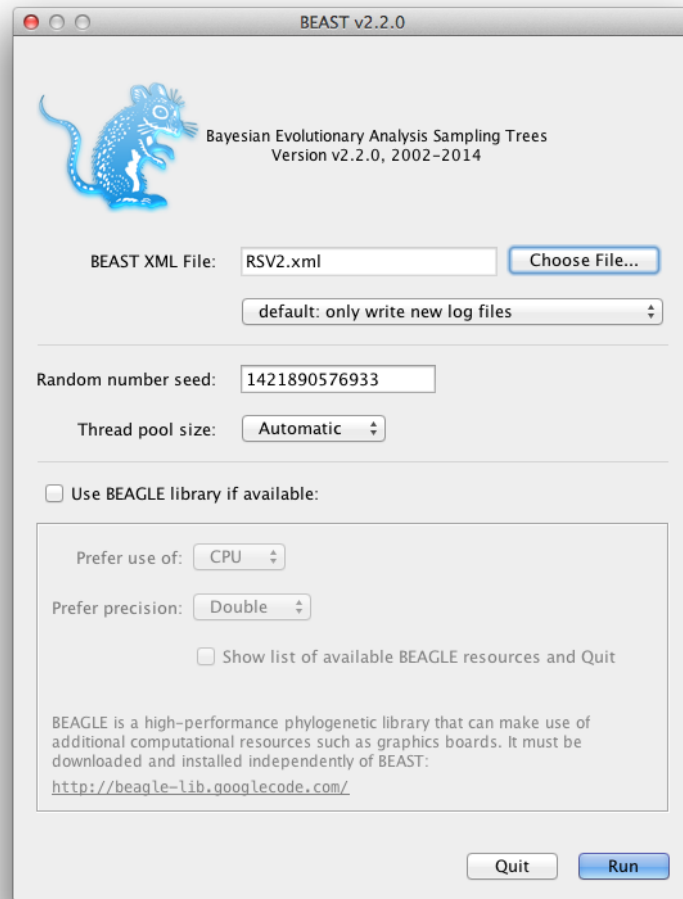 BEAST v2.2.0
Bayesian Evolutionary Analysis Sampling Trees
Version v2.2.0, 2002-2014
BEAST XML File: RSV2.xml Choose File...
default: only write new log files
Random number seed: 1421890576933
Thread pool size: Automatic
Use BEAGLE library if available:
Prefer use of: CPU
Prefer precision: Double
Show list of available BEAGLE resources and Quit
BEAGLE is a high-performance phylogenetic library that can make use of
additional computational resources such as graphics boards. It must be
downloaded and installed independently of BEAST:
http://beagle-lib.googlecode.com/
Quit Run